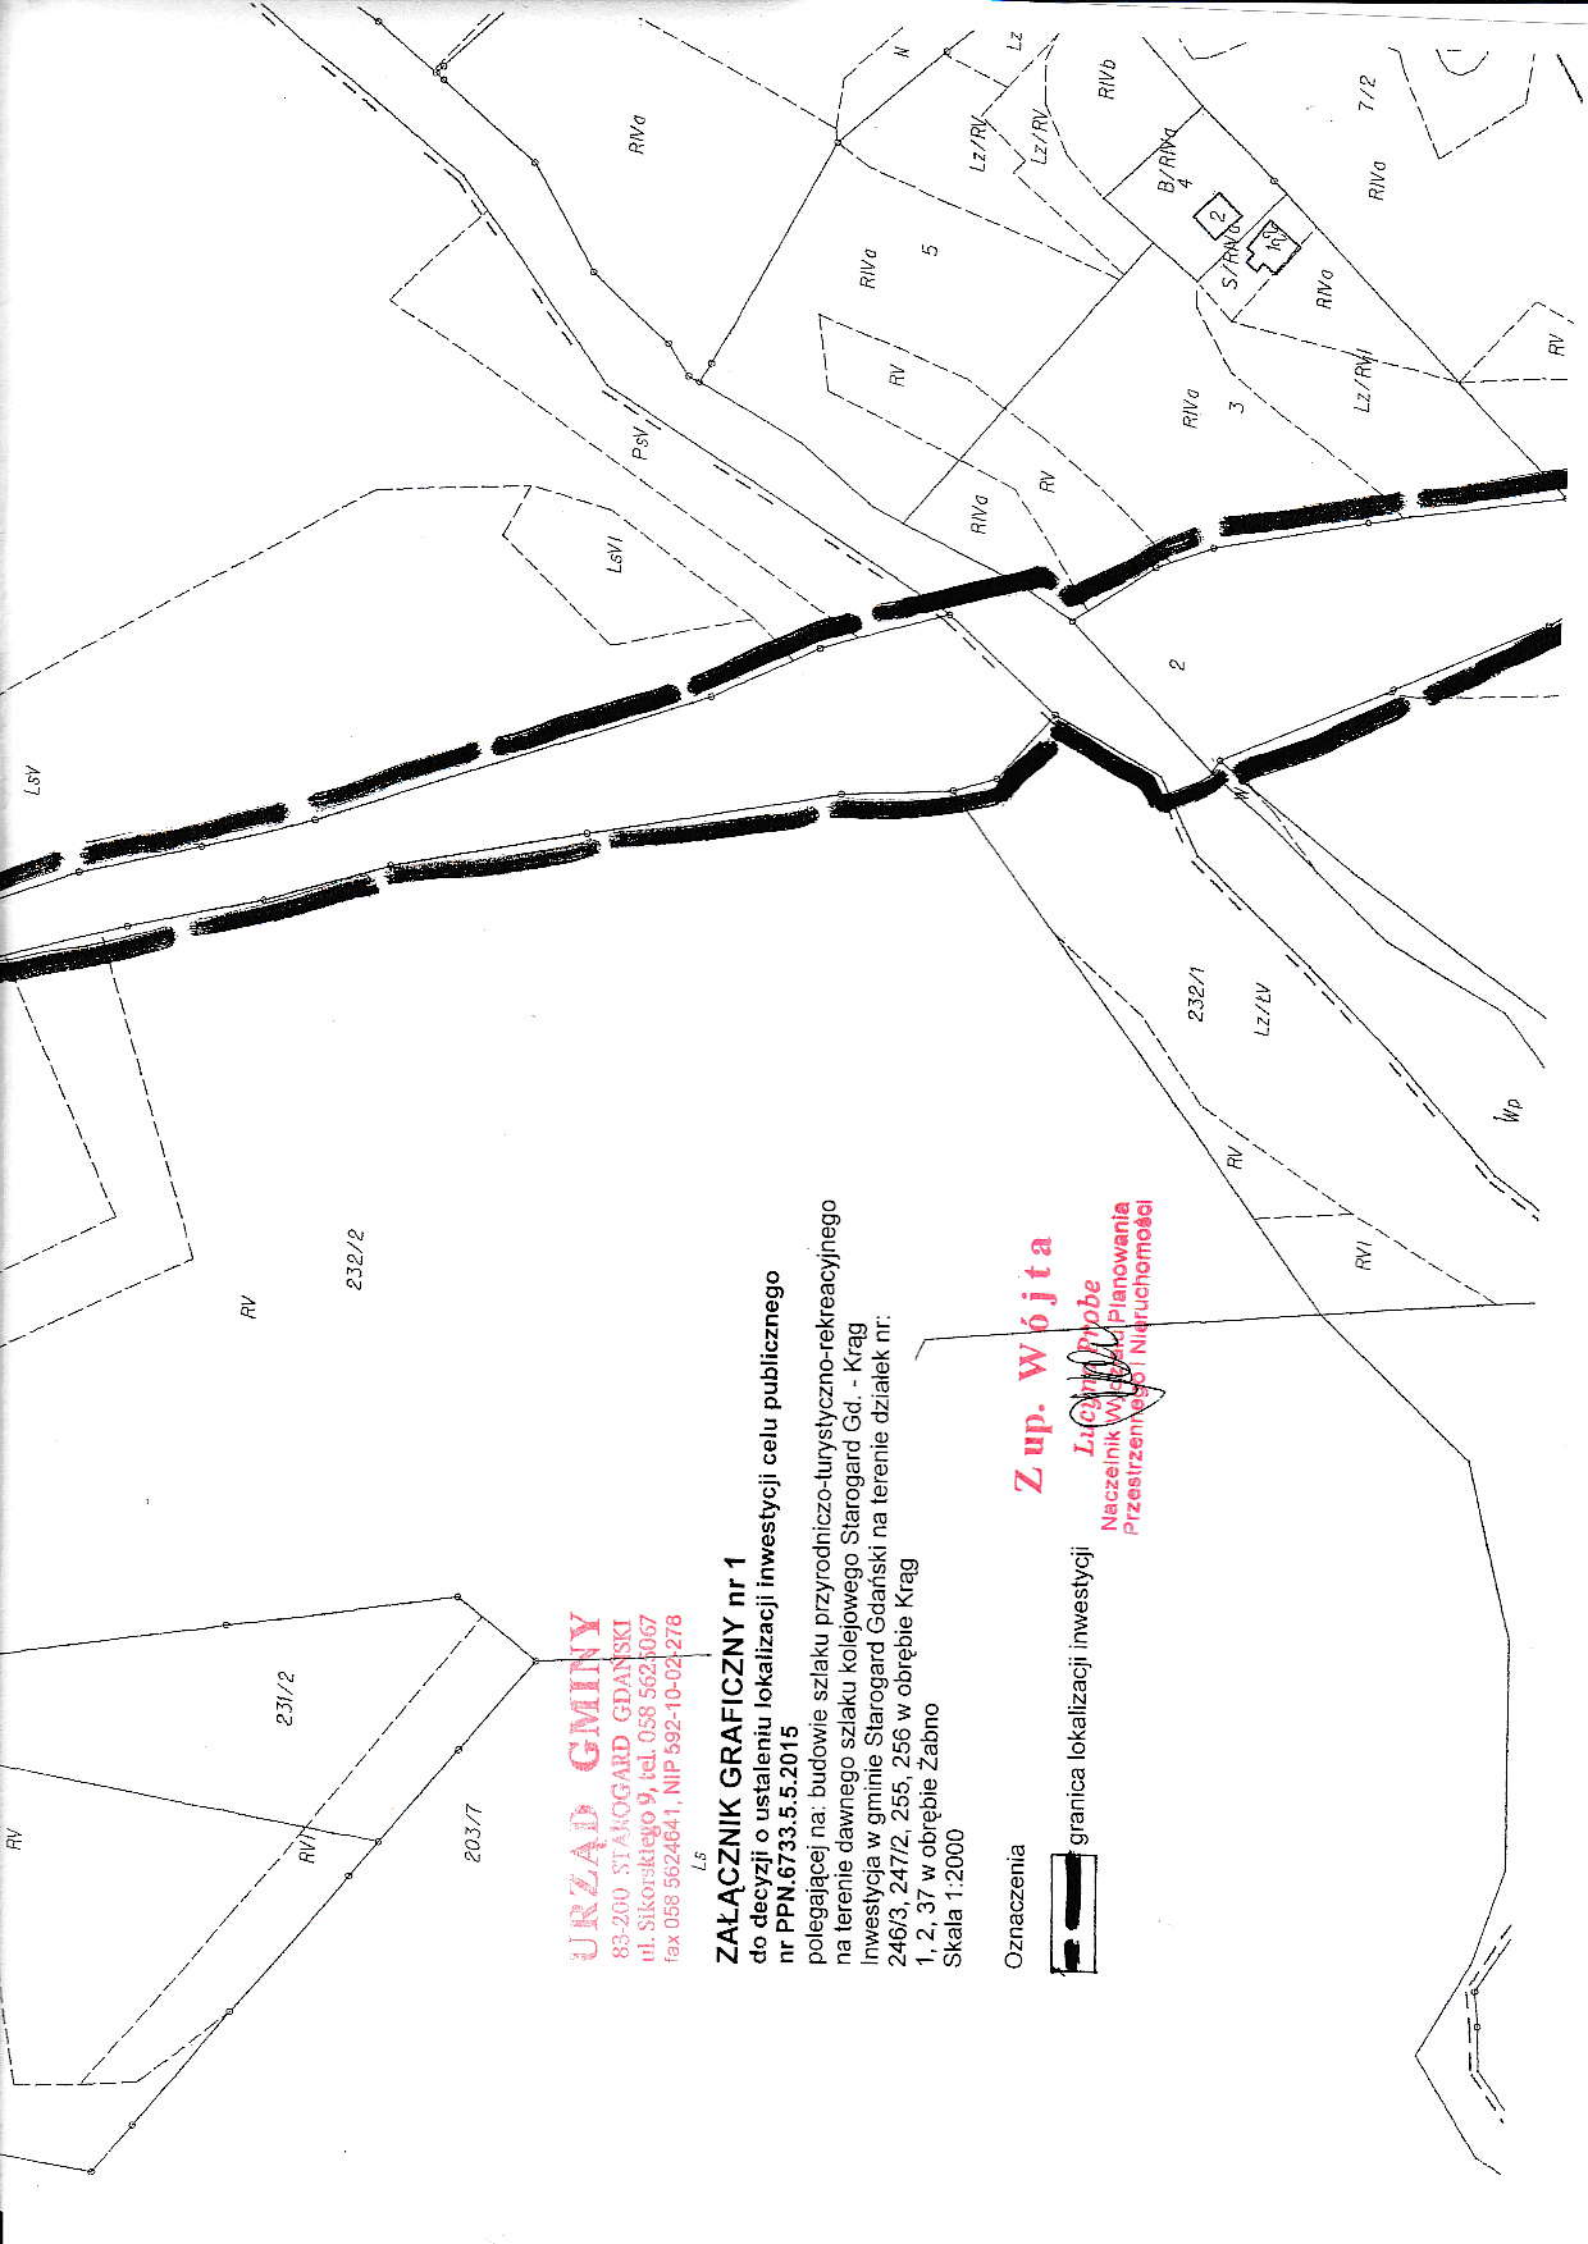 URZĄD GMINY
83-200 STAROGARD GDAŃSKI
ul. Sikorskiego 9, tel. 058 5625067
fax 058 5624641, NIP 592-10-02-278
Ls
ZAŁĄCZNIK GRAFICZNY nr 1
do decyzji o ustaleniu lokalizacji inwestycji celu publicznego
nr PPN.6733.5.5.2015
polegającej na: budowie szlaku przyrodniczo-turystyczno-rekreacyjnego
na terenie dawnego szlaku kolejowego Starogard Gd. - Krąg
Inwestycja w gminie Starogard Gdański na terenie działek nr:
246/3, 247/2, 255, 256 w obrębie Krąg
1, 2, 37 w obrębie Żabno
Skala 1:2000
Oznaczenia
granica lokalizacji inwestycji
Z up. Wójta
Lucyna Probe
Naczelnik Wydziału Planowania
Przestrzennego i Nieruchomości
RV
RVI
231/2
203/7
RV
232/2
LsV
LsVI
PsV
RIVa
N
Lz
Lz/RV
Lz/RV
RIVb
B/RIVa
4
2
S/RIVa
7/2
RIVa
RIVa
5
RV
RIVa
3
RIVa
Lz/RVI
RV
RIVa
RV
2
W
232/1
Lz/ŁV
RV
RVI
Wp